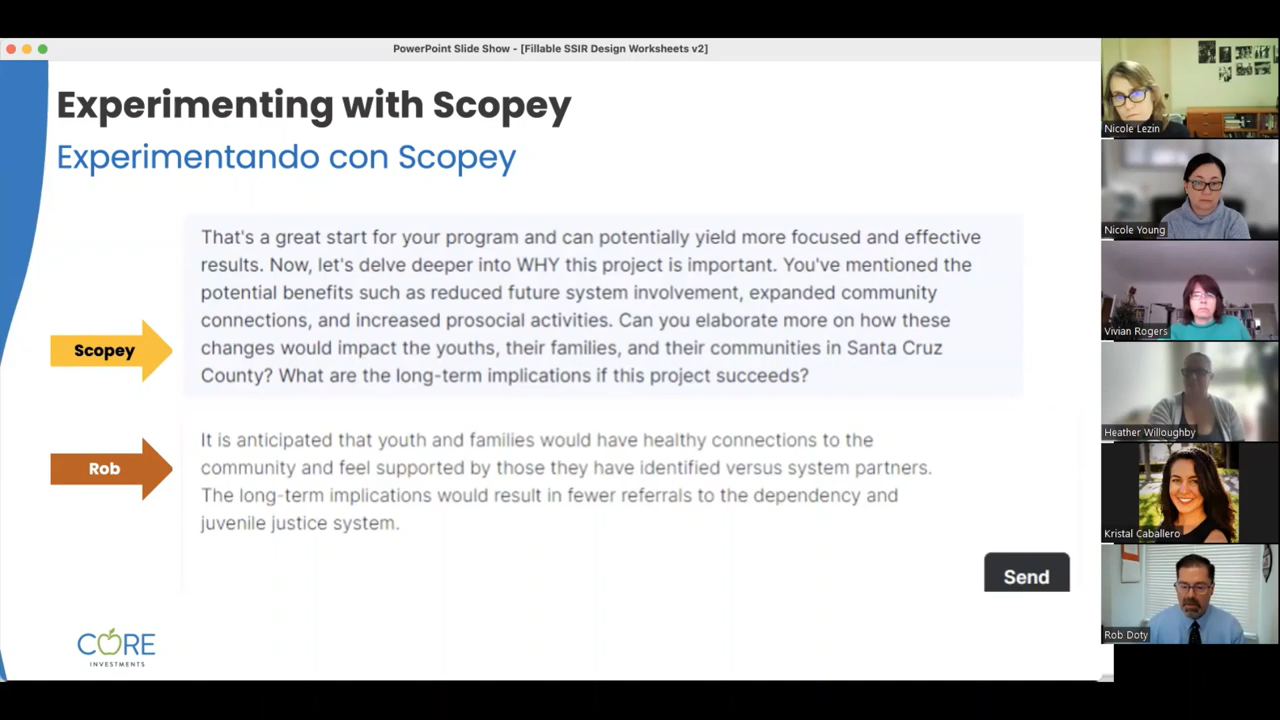 PowerPoint Slide Show - [Fillable SSIR Design Worksheets v2]
Experimenting with Scopey
Experimentando con Scopey
Scopey
That's a great start for your program and can potentially yield more focused and effective
results. Now, let's delve deeper into WHY this project is important. You've mentioned the
potential benefits such as reduced future system involvement, expanded community
connections, and increased prosocial activities. Can you elaborate more on how these
changes would impact the youths, their families, and their communities in Santa Cruz
County? What are the long-term implications if this project succeeds?
Rob
It is anticipated that youth and families would have healthy connections to the
community and feel supported by those they have identified versus system partners.
The long-term implications would result in fewer referrals to the dependency and
juvenile justice system.
Send
CORE
INVESTMENTS
Nicole Lezin
Nicole Young
Vivian Rogers
Heather Willoughby
Kristal Caballero
Rob Doty